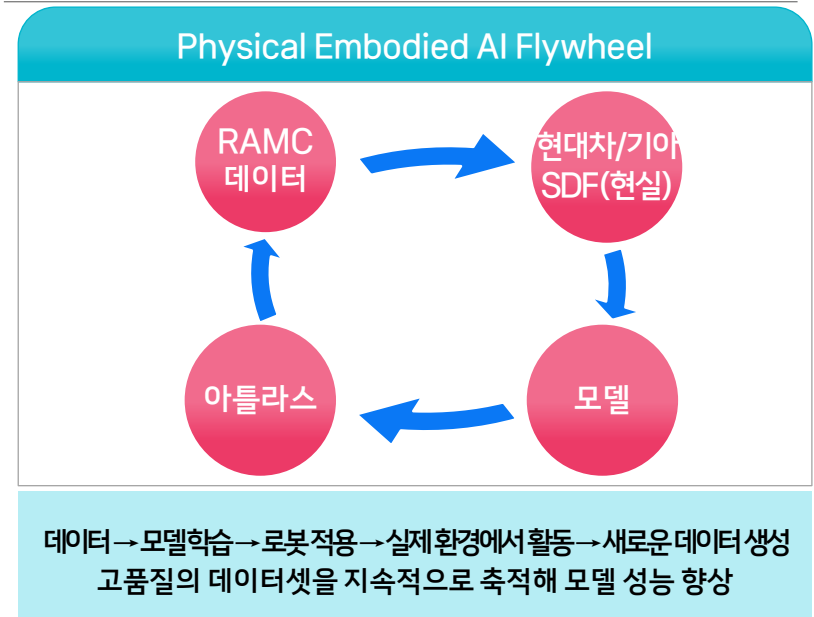 Physical Embodied AI Flywheel
RAMC
데이터
현대차/기아
SDF(현실)
아틀라스
모델
데이터→모델학습→로봇 적용→실제 환경에서 활동→새로운 데이터 생성
고품질의 데이터셋을 지속적으로 축적해 모델 성능 향상